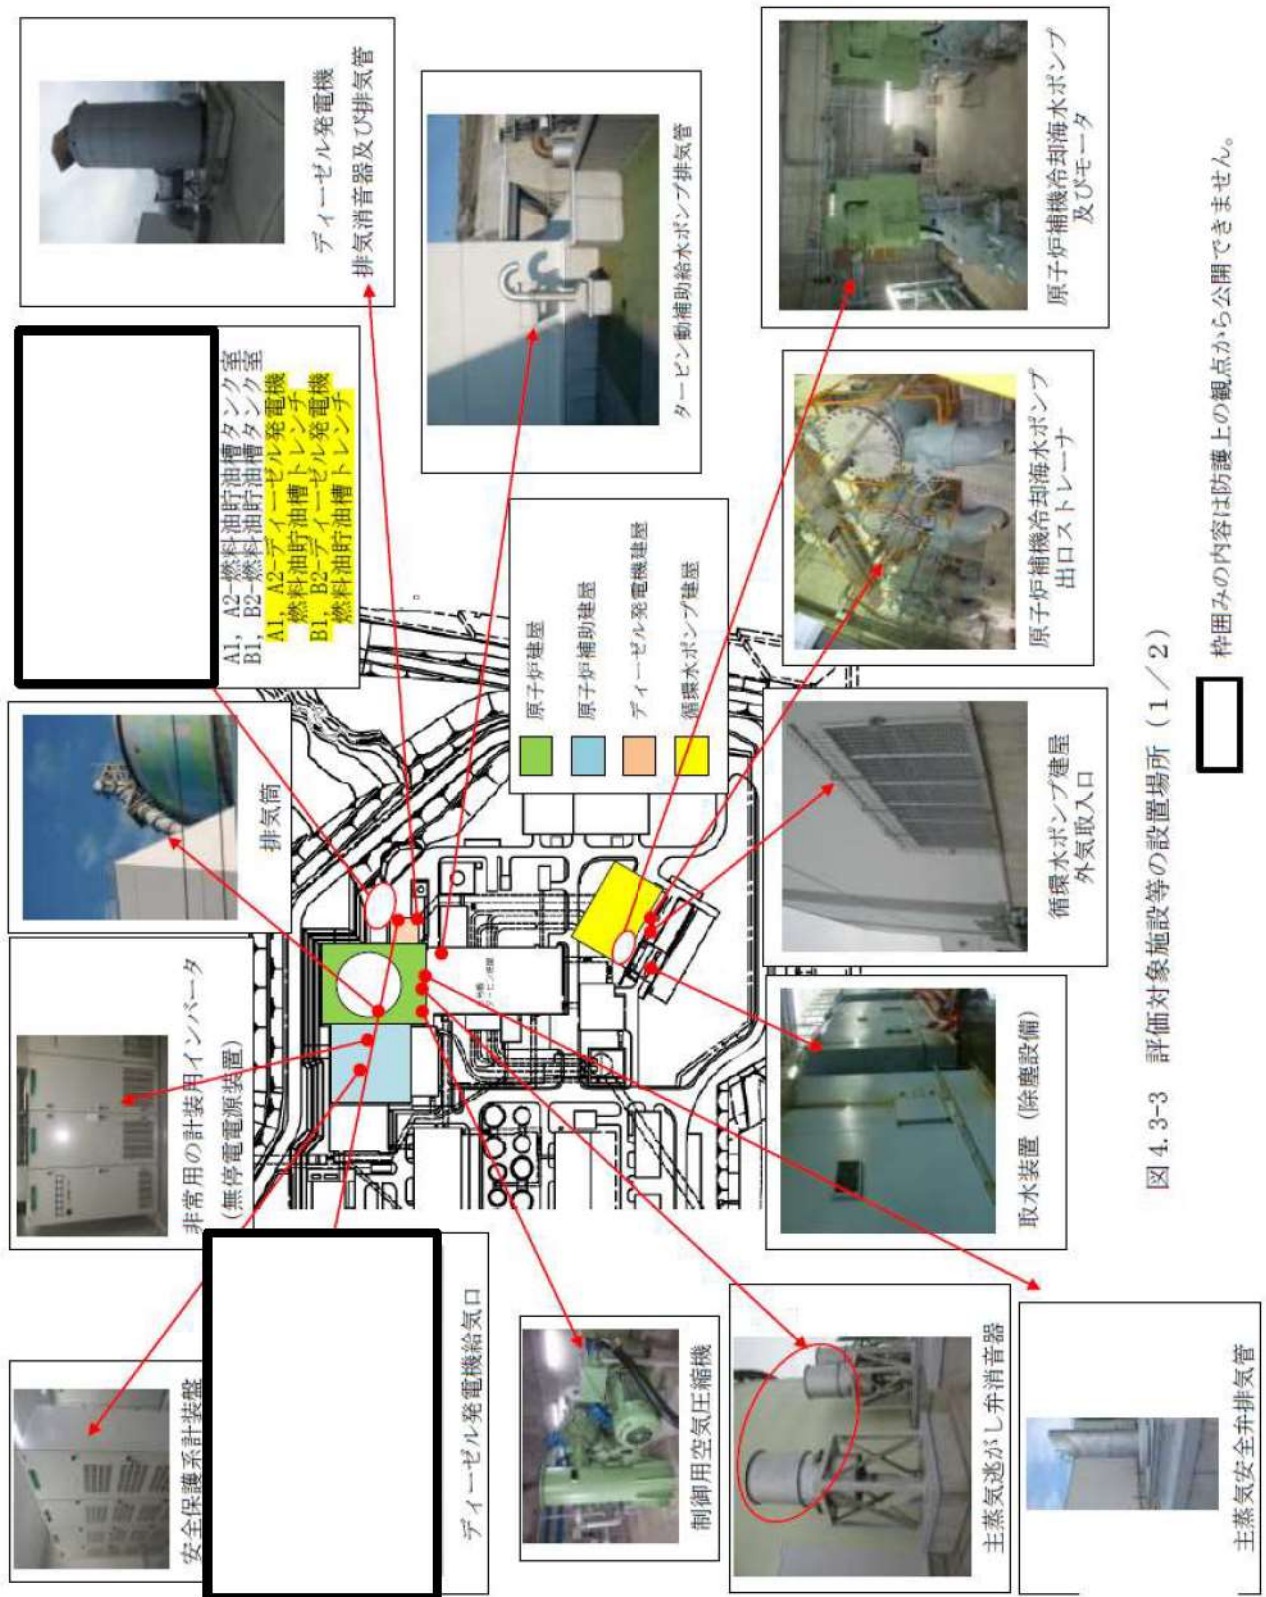 安全保護系計装盤
非常用の計装用インバータ
(無停電電源装置)
排気筒
A1, A2-燃料油貯油槽タンク室
B1, B2-燃料油貯油槽タンク室
A1, A2-ディーゼル発電機
燃料油貯油槽トレンチ
B1, B2-ディーゼル発電機
燃料油貯油槽トレンチ
ディーゼル発電機
排気消音器及び排気管
ディーゼル発電機給気口
タービン動補助給水ポンプ排気管
制御用空気圧縮機
原子炉建屋
原子炉補助建屋
ディーゼル発電機建屋
循環水ポンプ建屋
主蒸気逃がし弁消音器
取水装置 (除塵設備)
循環水ポンプ建屋
外気取入口
原子炉補機冷却海水ポンプ
出口ストレーナ
原子炉補機冷却海水ポンプ
及びモータ
主蒸気安全弁排気管
図 4.3-3 評価対象施設等の設置場所 (1/2)
枠囲みの内容は防護上の観点から公開できません。